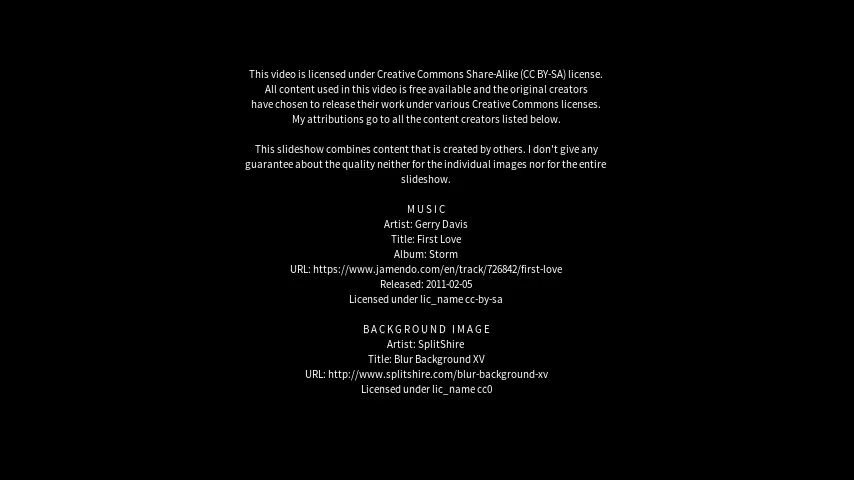 This video is licensed under Creative Commons Share-Alike (CC BY-SA) license.
All content used in this video is free available and the original creators
have chosen to release their work under various Creative Commons licenses.
My attributions go to all the content creators listed below.
This slideshow combines content that is created by others. I don't give any
guarantee about the quality neither for the individual images nor for the entire
slideshow.
MUSIC
Artist: Gerry Davis
Title: First Love
Album: Storm
URL: https://www.jamendo.com/en/track/726842/first-love
Released: 2011-02-05
Licensed under lic_name cc-by-sa
BACKGROUND IMAGE
Artist: SplitShire
Title: Blur Background XV
URL: http://www.splitshire.com/blur-background-xv
Licensed under lic_name cc0